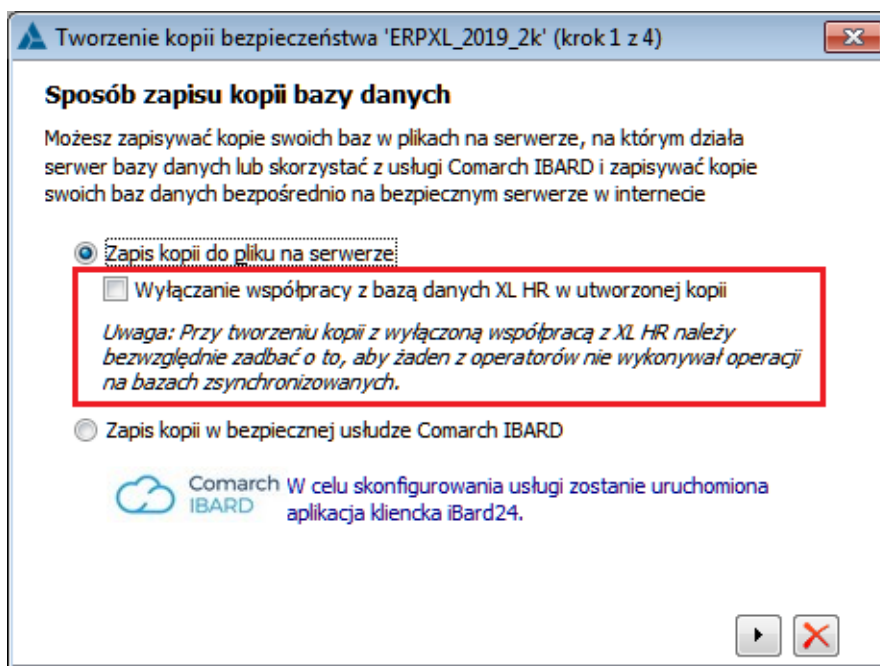 Tworzenie kopii bezpieczeństwa 'ERPXL_2019_2k' (krok 1 z 4)
Sposób zapisu kopii bazy danych
Możesz zapisywać kopie swoich baz w plikach na serwerze, na którym działa
serwer bazy danych lub skorzystać z usługi Comarch IBARD i zapisywać kopie
swoich baz danych bezpośrednio na bezpiecznym serwerze w internecie
Zapis kopii do pliku na serwerze
Wyłączanie współpracy z bazą danych XL HR w utworzonej kopii
Uwaga: Przy tworzeniu kopii z wyłączoną współpracą z XL HR należy
bezwzględnie zadbać o to, aby żaden z operatorów nie wykonywał operacji
na bazach zsynchronizowanych.
Zapis kopii w bezpiecznej usłudze Comarch IBARD
Comarch
IBARD
W celu skonfigurowania usługi zostanie uruchomiona
aplikacja kliencka iBard24.